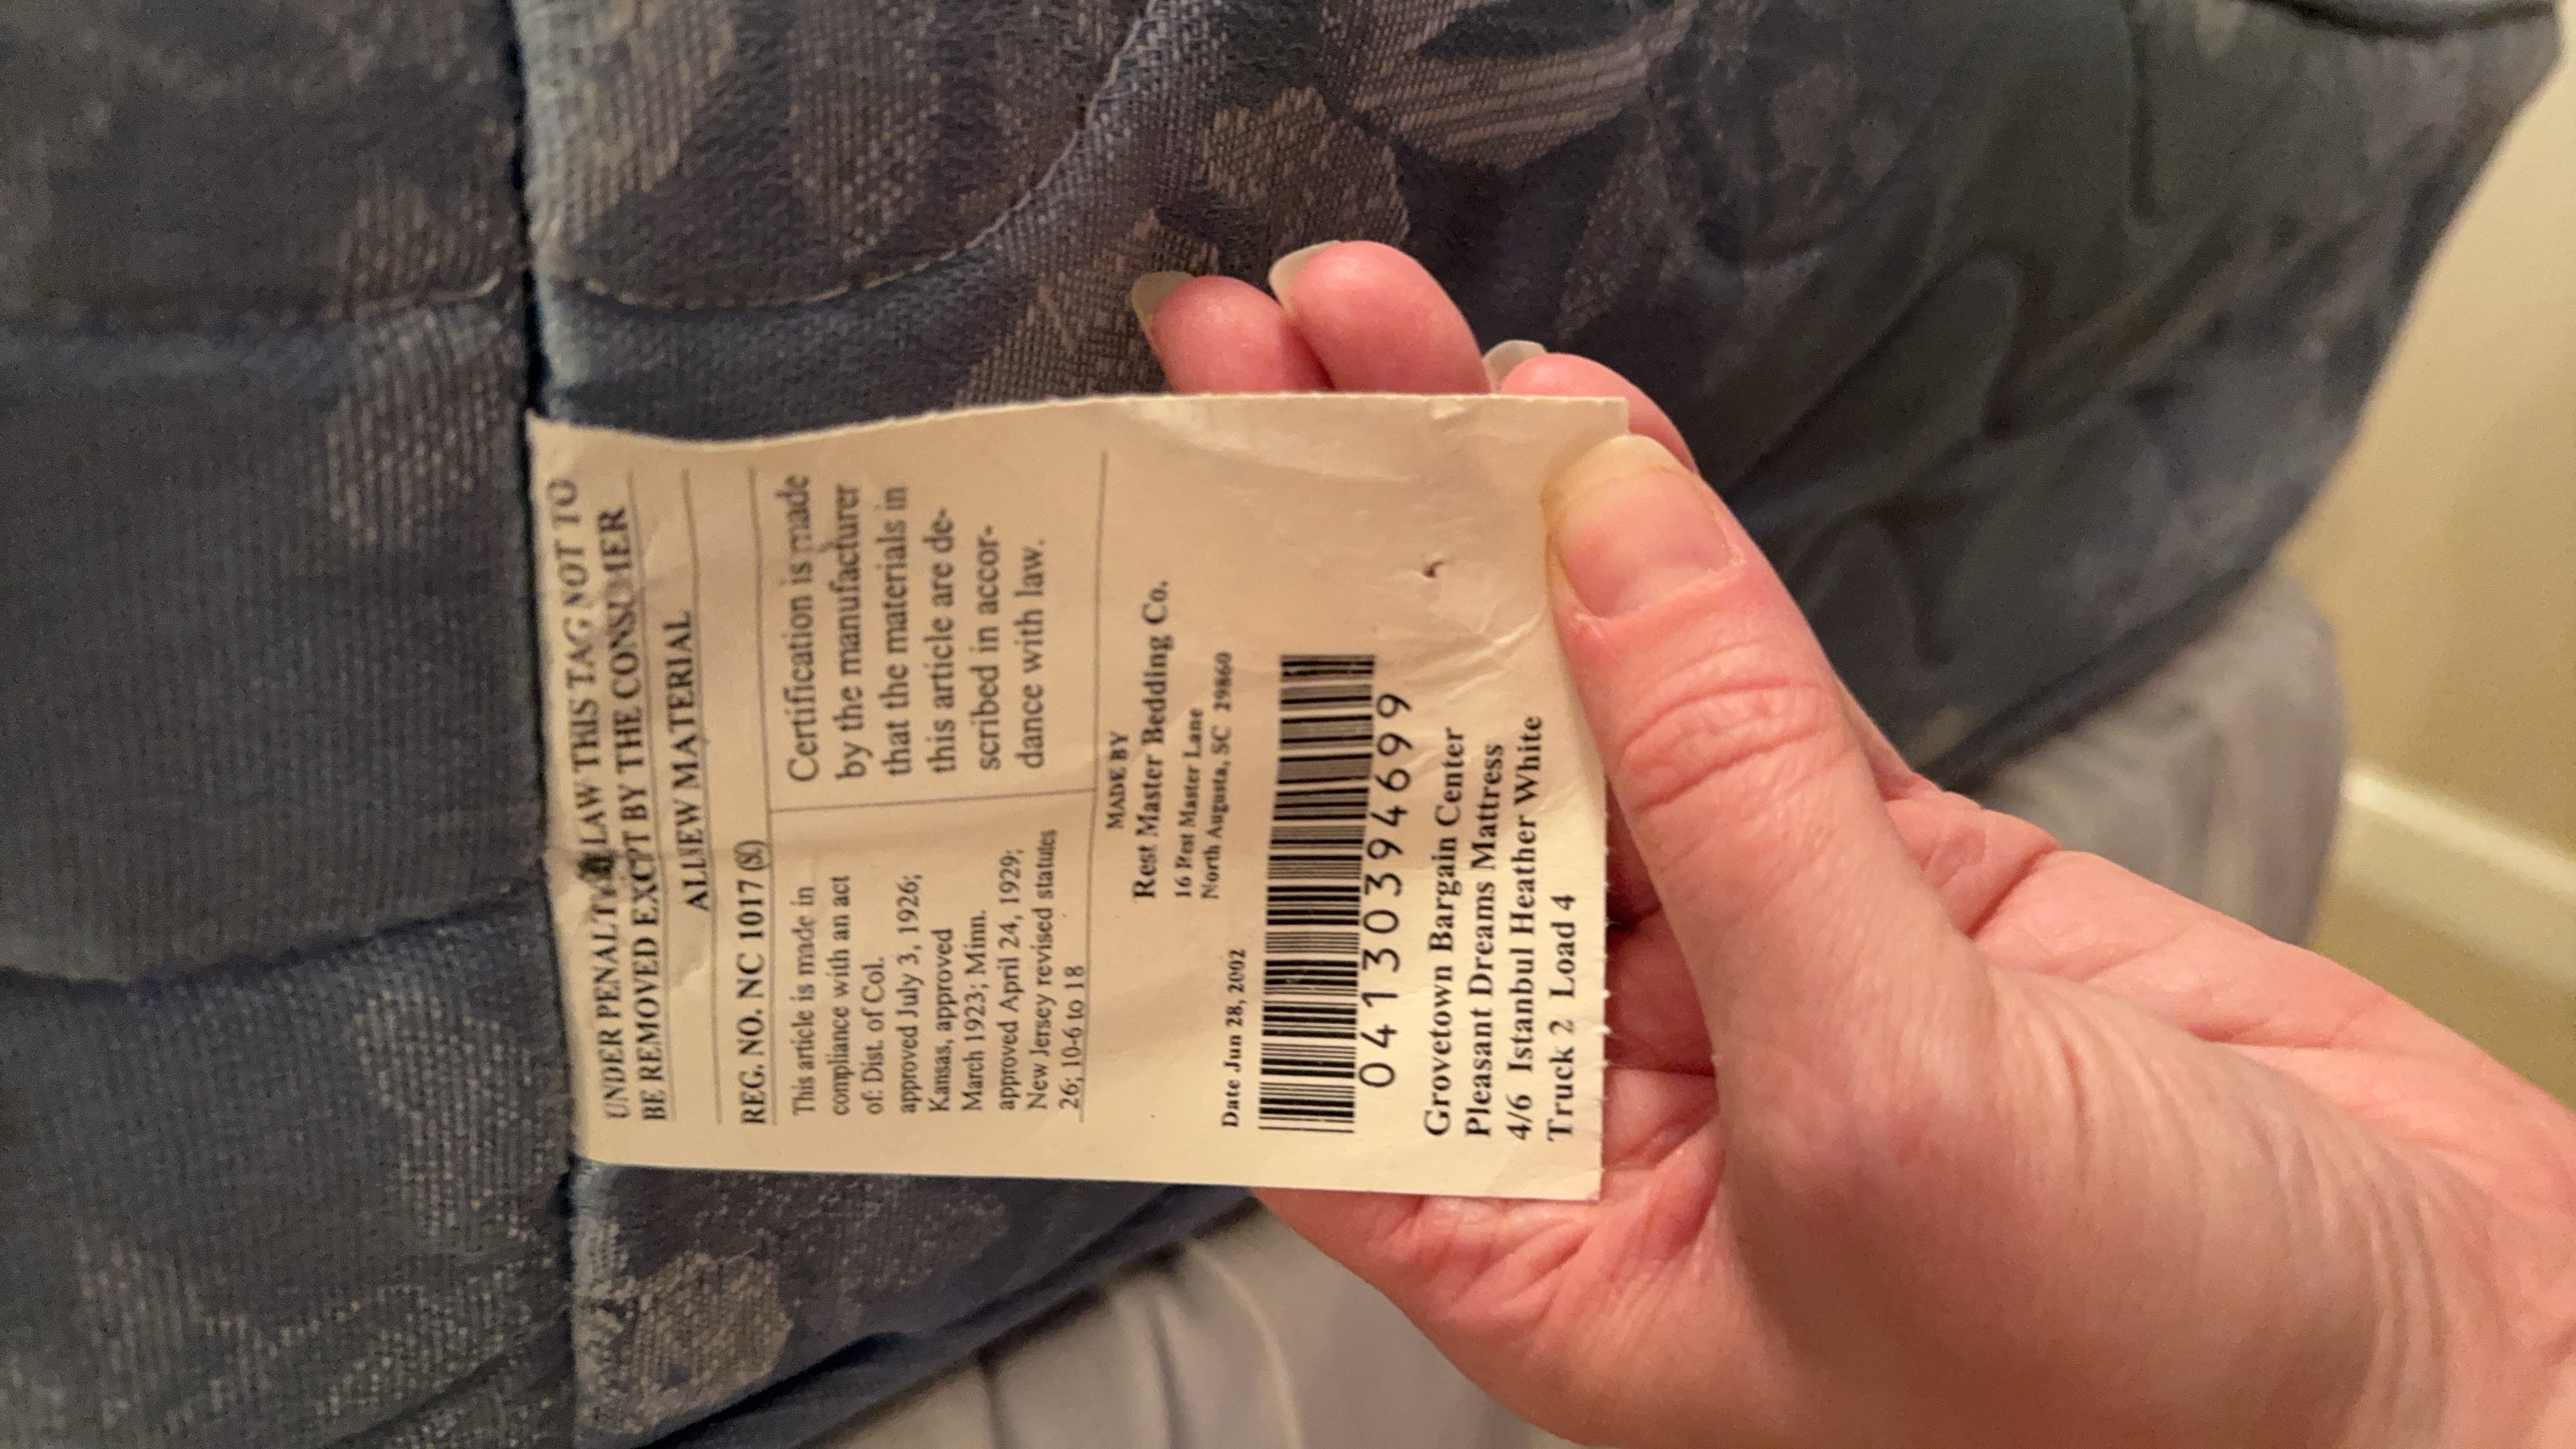 UNDER PENALTY LAW THIS TAG NOT TO
BE REMOVED EXCPT BY THE CONSUMER
ALL NEW MATERIAL
REG. NO. NC 1017 (SC)
This article is made in
compliance with an act
of: Dist. of Col.
approved July 3, 1926;
Kansas, approved
March 1923; Minn.
approved April 24, 1929;
New Jersey revised statutes
26; 10-6 to 18
Certification is made
by the manufacturer
that the materials in
this article are de-
scribed in accor-
dance with law.
MADE BY
Rest Master Bedding Co.
16 Rest Master Lane
North Augusta, SC 29860
Date Jun 28, 2002
04130394699
Grovetown Bargain Center
Pleasant Dreams Mattress
4/6 Istanbul Heather White
Truck 2 Load 4